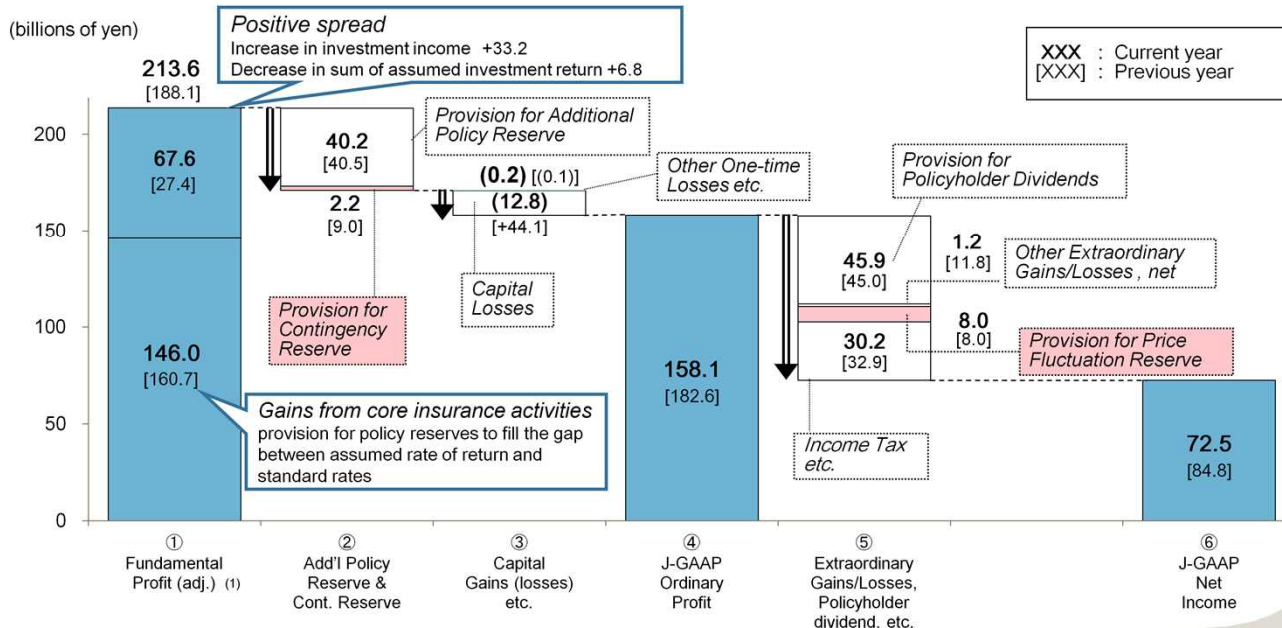 (billions of yen)
Positive spread
Increase in investment income +33.2
Decrease in sum of assumed investment return +6.8
XXX : Current year
[XXX] : Previous year
213.6
[188.1]
200
150
100
50
0
67.6
[27.4]
146.0
[160.7]
Gains from core insurance activities
provision for policy reserves to fill the gap
between assumed rate of return and
standard rates
40.2
[40.5]
2.2
[9.0]
Provision for Additional
Policy Reserve
Provision for
Contingency
Reserve
(0.2) [(0.1)]
(12.8)
[+44.1]
Other One-time
Losses etc.
Capital
Losses
158.1
[182.6]
Provision for
Policyholder Dividends
45.9
[45.0]
1.2
[11.8]
Other Extraordinary
Gains/Losses , net
8.0
[8.0]
Provision for Price
Fluctuation Reserve
30.2
[32.9]
Income Tax
etc.
72.5
[84.8]
①
Fundamental
Profit (adj.) (1)
②
Add'l Policy
Reserve &
Cont. Reserve
③
Capital
Gains (losses)
etc.
④
J-GAAP
Ordinary
Profit
⑤
Extraordinary
Gains/Losses,
Policyholder
dividend, etc.
⑥
J-GAAP
Net
Income